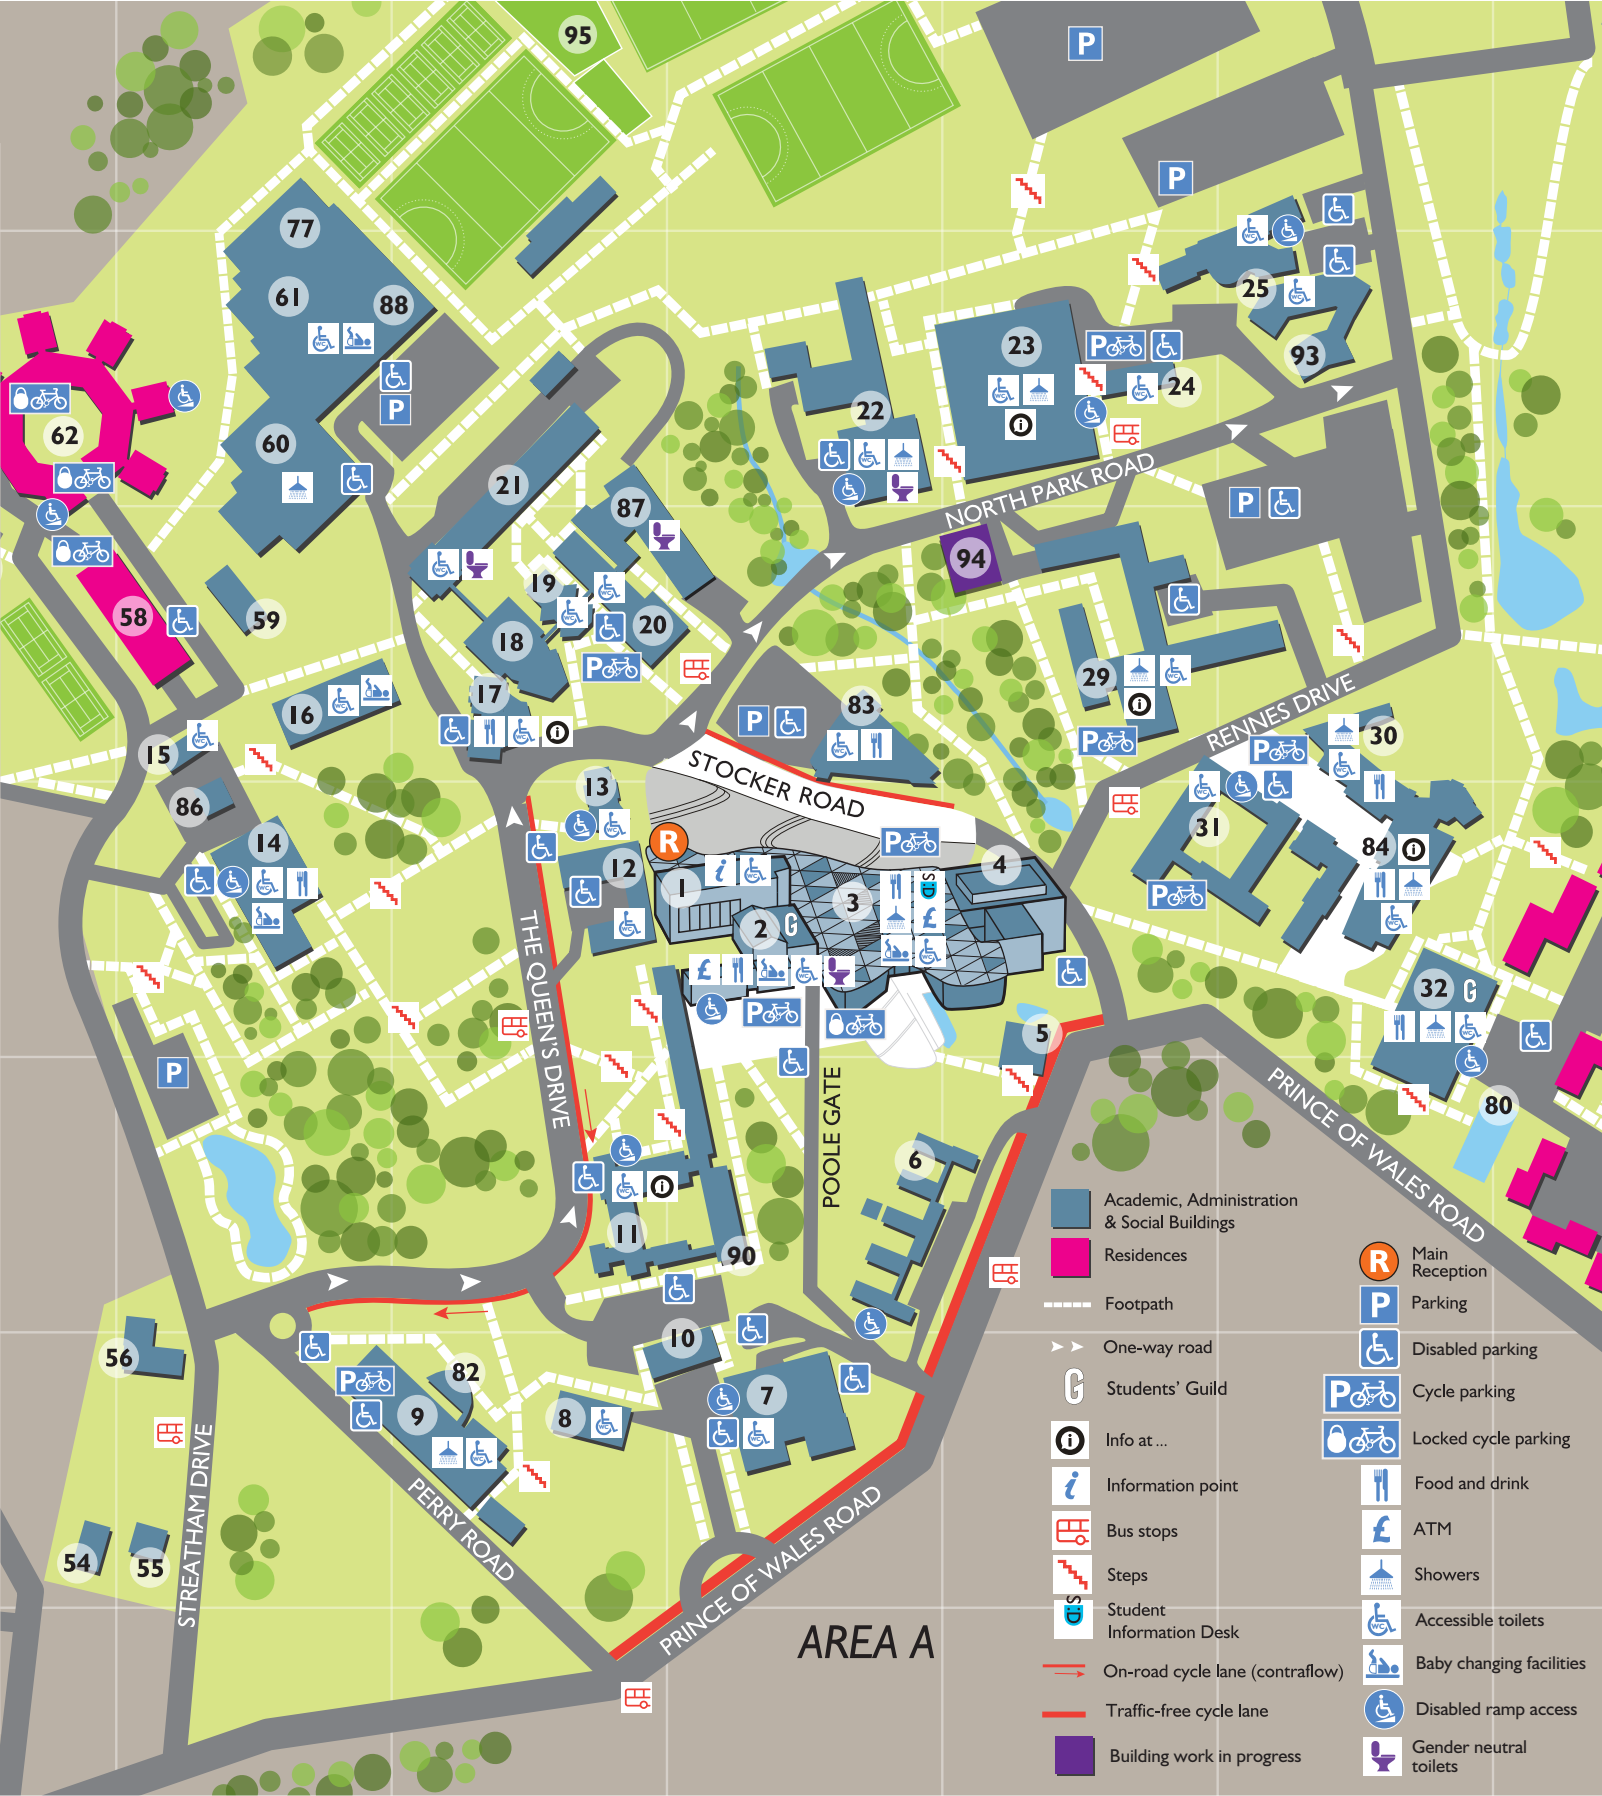 95
P
P
77
61
88
P
25
93
23
P
24
22
62
60
21
87
NORTH PARK ROAD
P
94
58
59
19
18
20
P
17
16
29
P
83
P
15
STOCKER ROAD
RENNES DRIVE
30
P
86
13
R
14
12
1
i
2
G
3
SID
£
4
P
31
84
P
£
P
32
G
THE QUEEN'S DRIVE
5
P
POOLE GATE
80
PRINCE OF WALES ROAD
6
11
90
10
56
82
P
9
8
7
54
55
STREATHAM DRIVE
PERRY ROAD
PRINCE OF WALES ROAD
AREA A
Academic, Administration
& Social Buildings
Residences
Footpath
One-way road
G Students' Guild
Info at ...
i Information point
Bus stops
Steps
SID Student
Information Desk
On-road cycle lane (contraflow)
Traffic-free cycle lane
Building work in progress
R Main
Reception
P Parking
Disabled parking
P Cycle parking
Locked cycle parking
Food and drink
£ ATM
Showers
WC Accessible toilets
Baby changing facilities
Disabled ramp access
Gender neutral
toilets